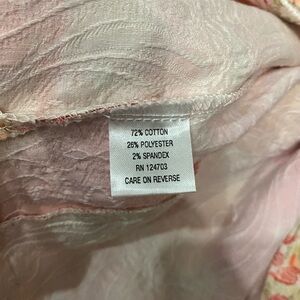 72% COTTON
26% POLYESTER
2% SPANDEX
RN 124703
CARE ON REVERSE